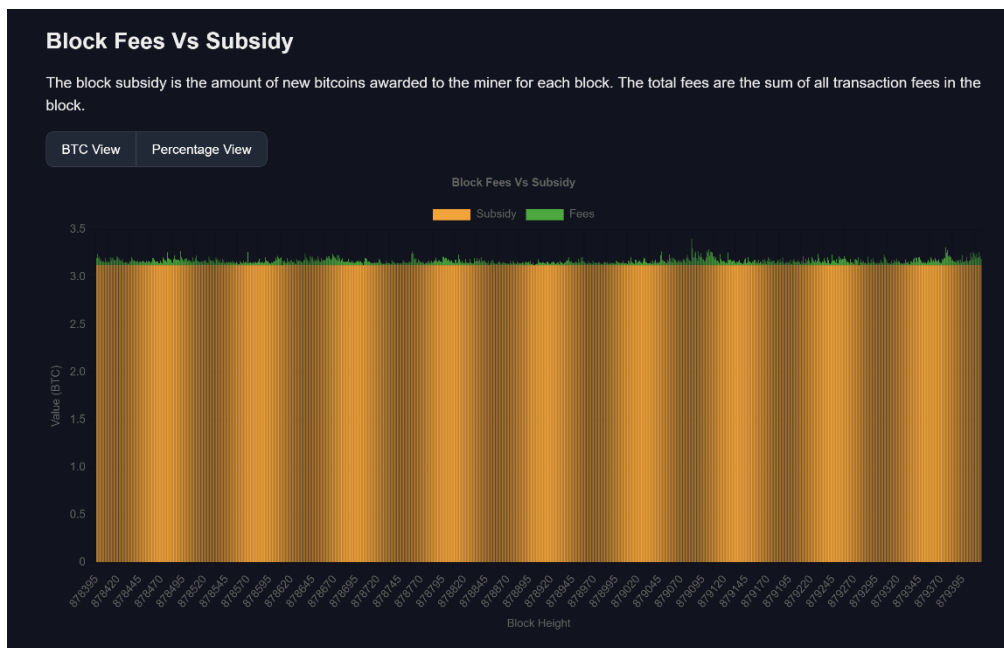 Block Fees Vs Subsidy
The block subsidy is the amount of new bitcoins awarded to the miner for each block. The total fees are the sum of all transaction fees in the
block.
BTC View Percentage View
Block Fees Vs Subsidy
Subsidy Fees
3.5
3.0
2.5
2.0
1.5
1.0
0.5
0
Value (BTC)
878395 878420 878445 878470 878495 878520 878545 878570 878595 878620 878645 878670 878695 878720 878745 878770 878795 878820 878845 878870 878895 878920 878945 878970 878995 879020 879045 879070 879095 879120 879145 879170 879195 879220 879245 879270 879295 879320 879345 879370 879395
Block Height